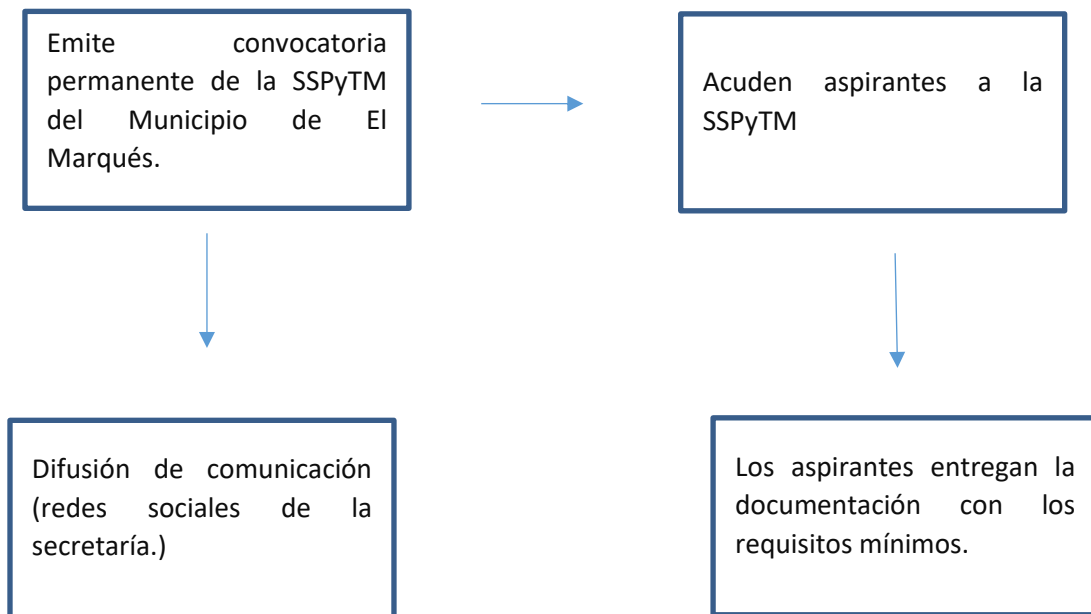 Emite convocatoria
permanente de la SSPyTM
del Municipio de El
Marqués.
Acuden aspirantes a la
SSPyTM
Difusión de comunicación
(redes sociales de la
secretaría.)
Los aspirantes entregan la
documentación con los
requisitos mínimos.